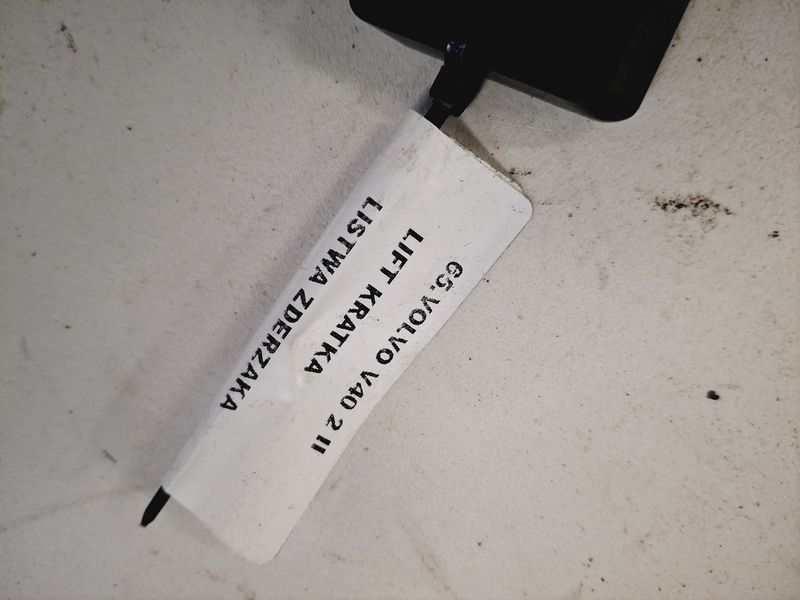 65.VOLVO V40 2 II
LIFT KRATKA
LISTWA ZDERZAKA